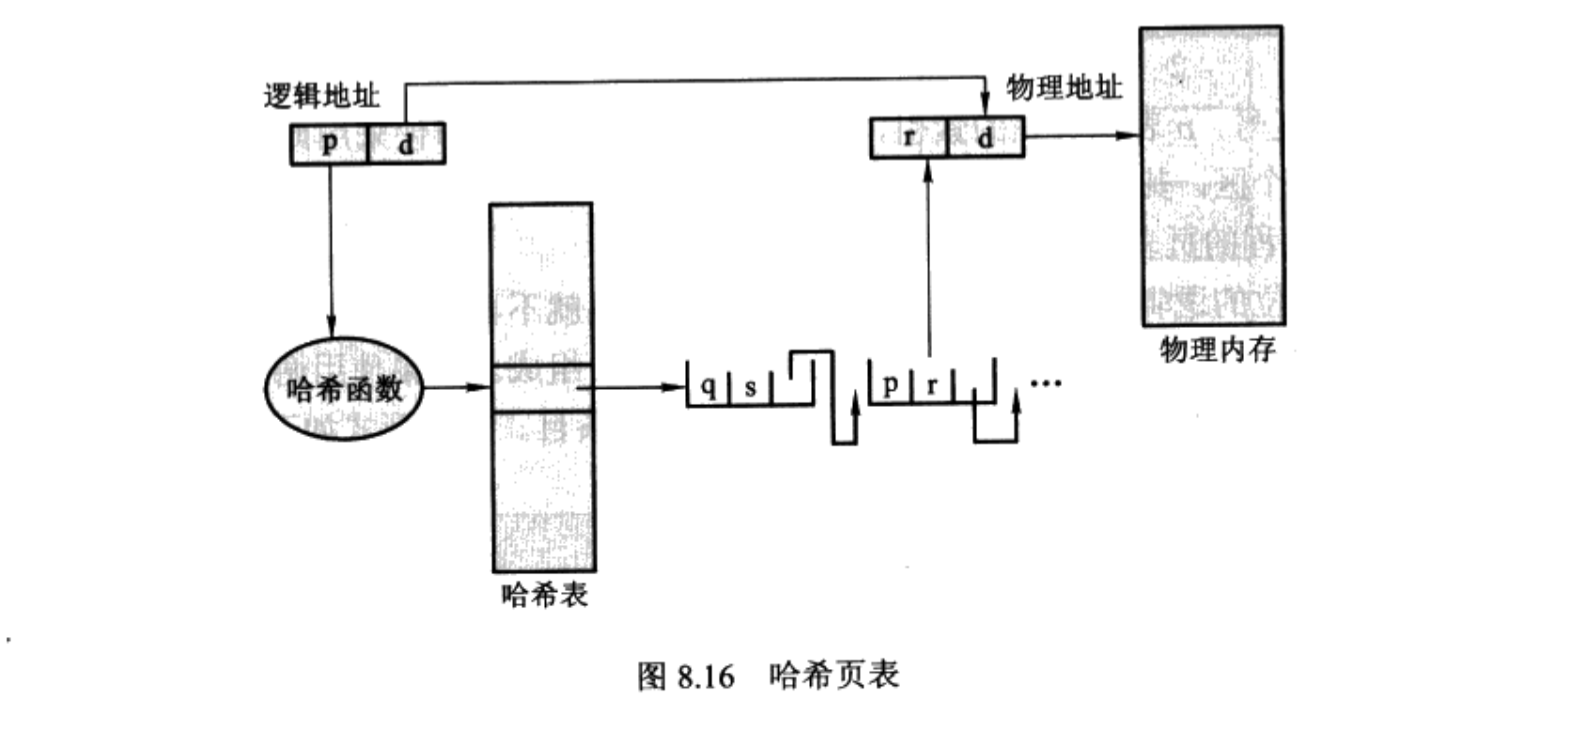 逻辑地址
p d
物理地址
r d
物理内存
哈希函数
q s
p r ...
哈希表
图 8.16 哈希页表